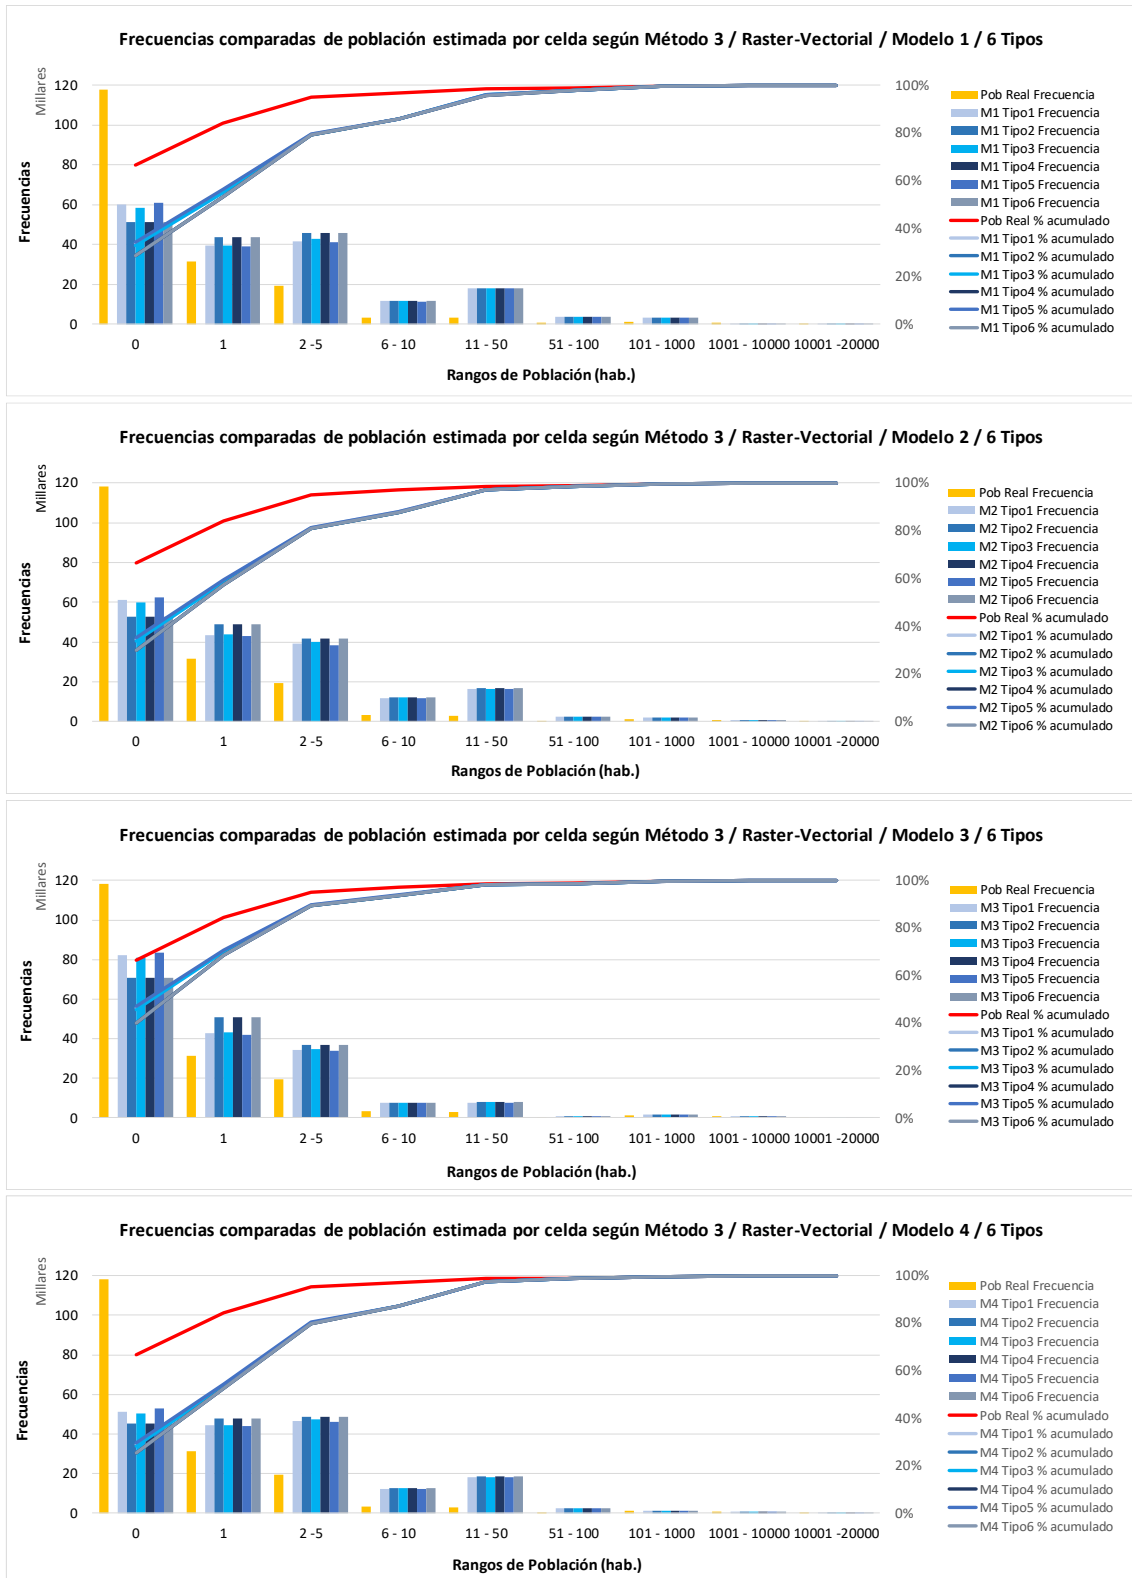 Frecuencias comparadas de población estimada por celda según Método 3 / Raster-Vectorial / Modelo 1 / 6 Tipos
Millares
Frecuencias
120
100
80
60
40
20
0
100%
80%
60%
40%
20%
0%
0 1 2 -5 6 - 10 11 - 50 51 - 100 101 - 1000 1001 - 10000 10001 -20000
Rangos de Población (hab.)
Pob Real Frecuencia
M1 Tipo1 Frecuencia
M1 Tipo2 Frecuencia
M1 Tipo3 Frecuencia
M1 Tipo4 Frecuencia
M1 Tipo5 Frecuencia
M1 Tipo6 Frecuencia
Pob Real % acumulado
M1 Tipo1 % acumulado
M1 Tipo2 % acumulado
M1 Tipo3 % acumulado
M1 Tipo4 % acumulado
M1 Tipo5 % acumulado
M1 Tipo6 % acumulado
Frecuencias comparadas de población estimada por celda según Método 3 / Raster-Vectorial / Modelo 2 / 6 Tipos
Millares
Frecuencias
120
100
80
60
40
20
0
100%
80%
60%
40%
20%
0%
0 1 2 -5 6 - 10 11 - 50 51 - 100 101 - 1000 1001 - 10000 10001 -20000
Rangos de Población (hab.)
Pob Real Frecuencia
M2 Tipo1 Frecuencia
M2 Tipo2 Frecuencia
M2 Tipo3 Frecuencia
M2 Tipo4 Frecuencia
M2 Tipo5 Frecuencia
M2 Tipo6 Frecuencia
Pob Real % acumulado
M2 Tipo1 % acumulado
M2 Tipo2 % acumulado
M2 Tipo3 % acumulado
M2 Tipo4 % acumulado
M2 Tipo5 % acumulado
M2 Tipo6 % acumulado
Frecuencias comparadas de población estimada por celda según Método 3 / Raster-Vectorial / Modelo 3 / 6 Tipos
Millares
Frecuencias
120
100
80
60
40
20
0
100%
80%
60%
40%
20%
0%
0 1 2 -5 6 - 10 11 - 50 51 - 100 101 - 1000 1001 - 10000 10001 -20000
Rangos de Población (hab.)
Pob Real Frecuencia
M3 Tipo1 Frecuencia
M3 Tipo2 Frecuencia
M3 Tipo3 Frecuencia
M3 Tipo4 Frecuencia
M3 Tipo5 Frecuencia
M3 Tipo6 Frecuencia
Pob Real % acumulado
M3 Tipo1 % acumulado
M3 Tipo2 % acumulado
M3 Tipo3 % acumulado
M3 Tipo4 % acumulado
M3 Tipo5 % acumulado
M3 Tipo6 % acumulado
Frecuencias comparadas de población estimada por celda según Método 3 / Raster-Vectorial / Modelo 4 / 6 Tipos
Millares
Frecuencias
120
100
80
60
40
20
0
100%
80%
60%
40%
20%
0%
0 1 2 -5 6 - 10 11 - 50 51 - 100 101 - 1000 1001 - 10000 10001 -20000
Rangos de Población (hab.)
Pob Real Frecuencia
M4 Tipo1 Frecuencia
M4 Tipo2 Frecuencia
M4 Tipo3 Frecuencia
M4 Tipo4 Frecuencia
M4 Tipo5 Frecuencia
M4 Tipo6 Frecuencia
Pob Real % acumulado
M4 Tipo1 % acumulado
M4 Tipo2 % acumulado
M4 Tipo3 % acumulado
M4 Tipo4 % acumulado
M4 Tipo5 % acumulado
M4 Tipo6 % acumulado